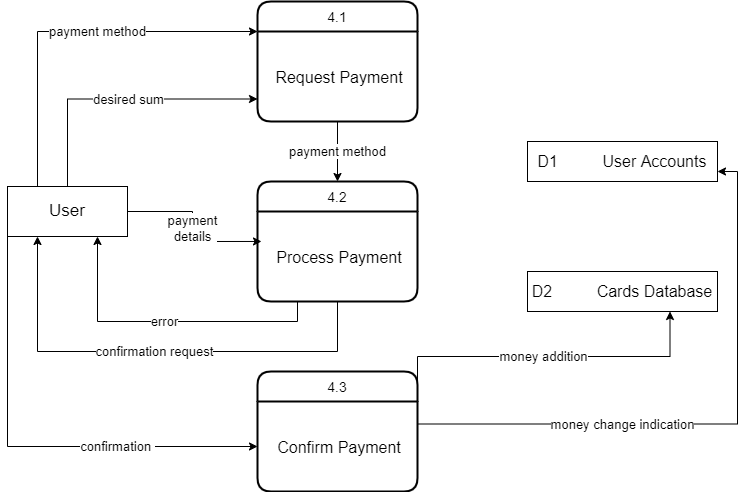 4.1
payment method
Request Payment
desired sum
payment method
D1 User Accounts
4.2
User
payment
details
Process Payment
D2 Cards Database
error
confirmation request
money addition
4.3
money change indication
confirmation
Confirm Payment